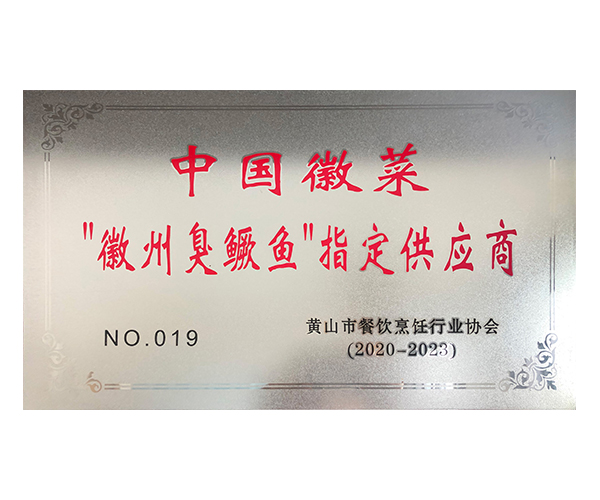 中国徽菜
"徽州臭鳜鱼"指定供应商
NO.019
黄山市餐饮烹饪行业协会
(2020-2023)